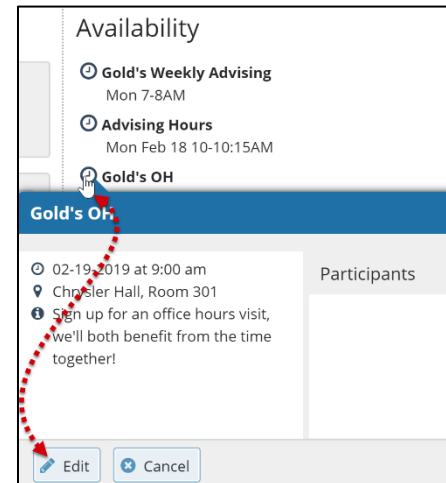 Availability
Gold's Weekly Advising
Mon 7-8AM
Advising Hours
Mon Feb 18 10-10:15AM
Gold's OH
Gold's OH
02-19-2019 at 9:00 am
Chrysler Hall, Room 301
Sign up for an office hours visit,
we'll both benefit from the time
together!
Participants
Edit
Cancel